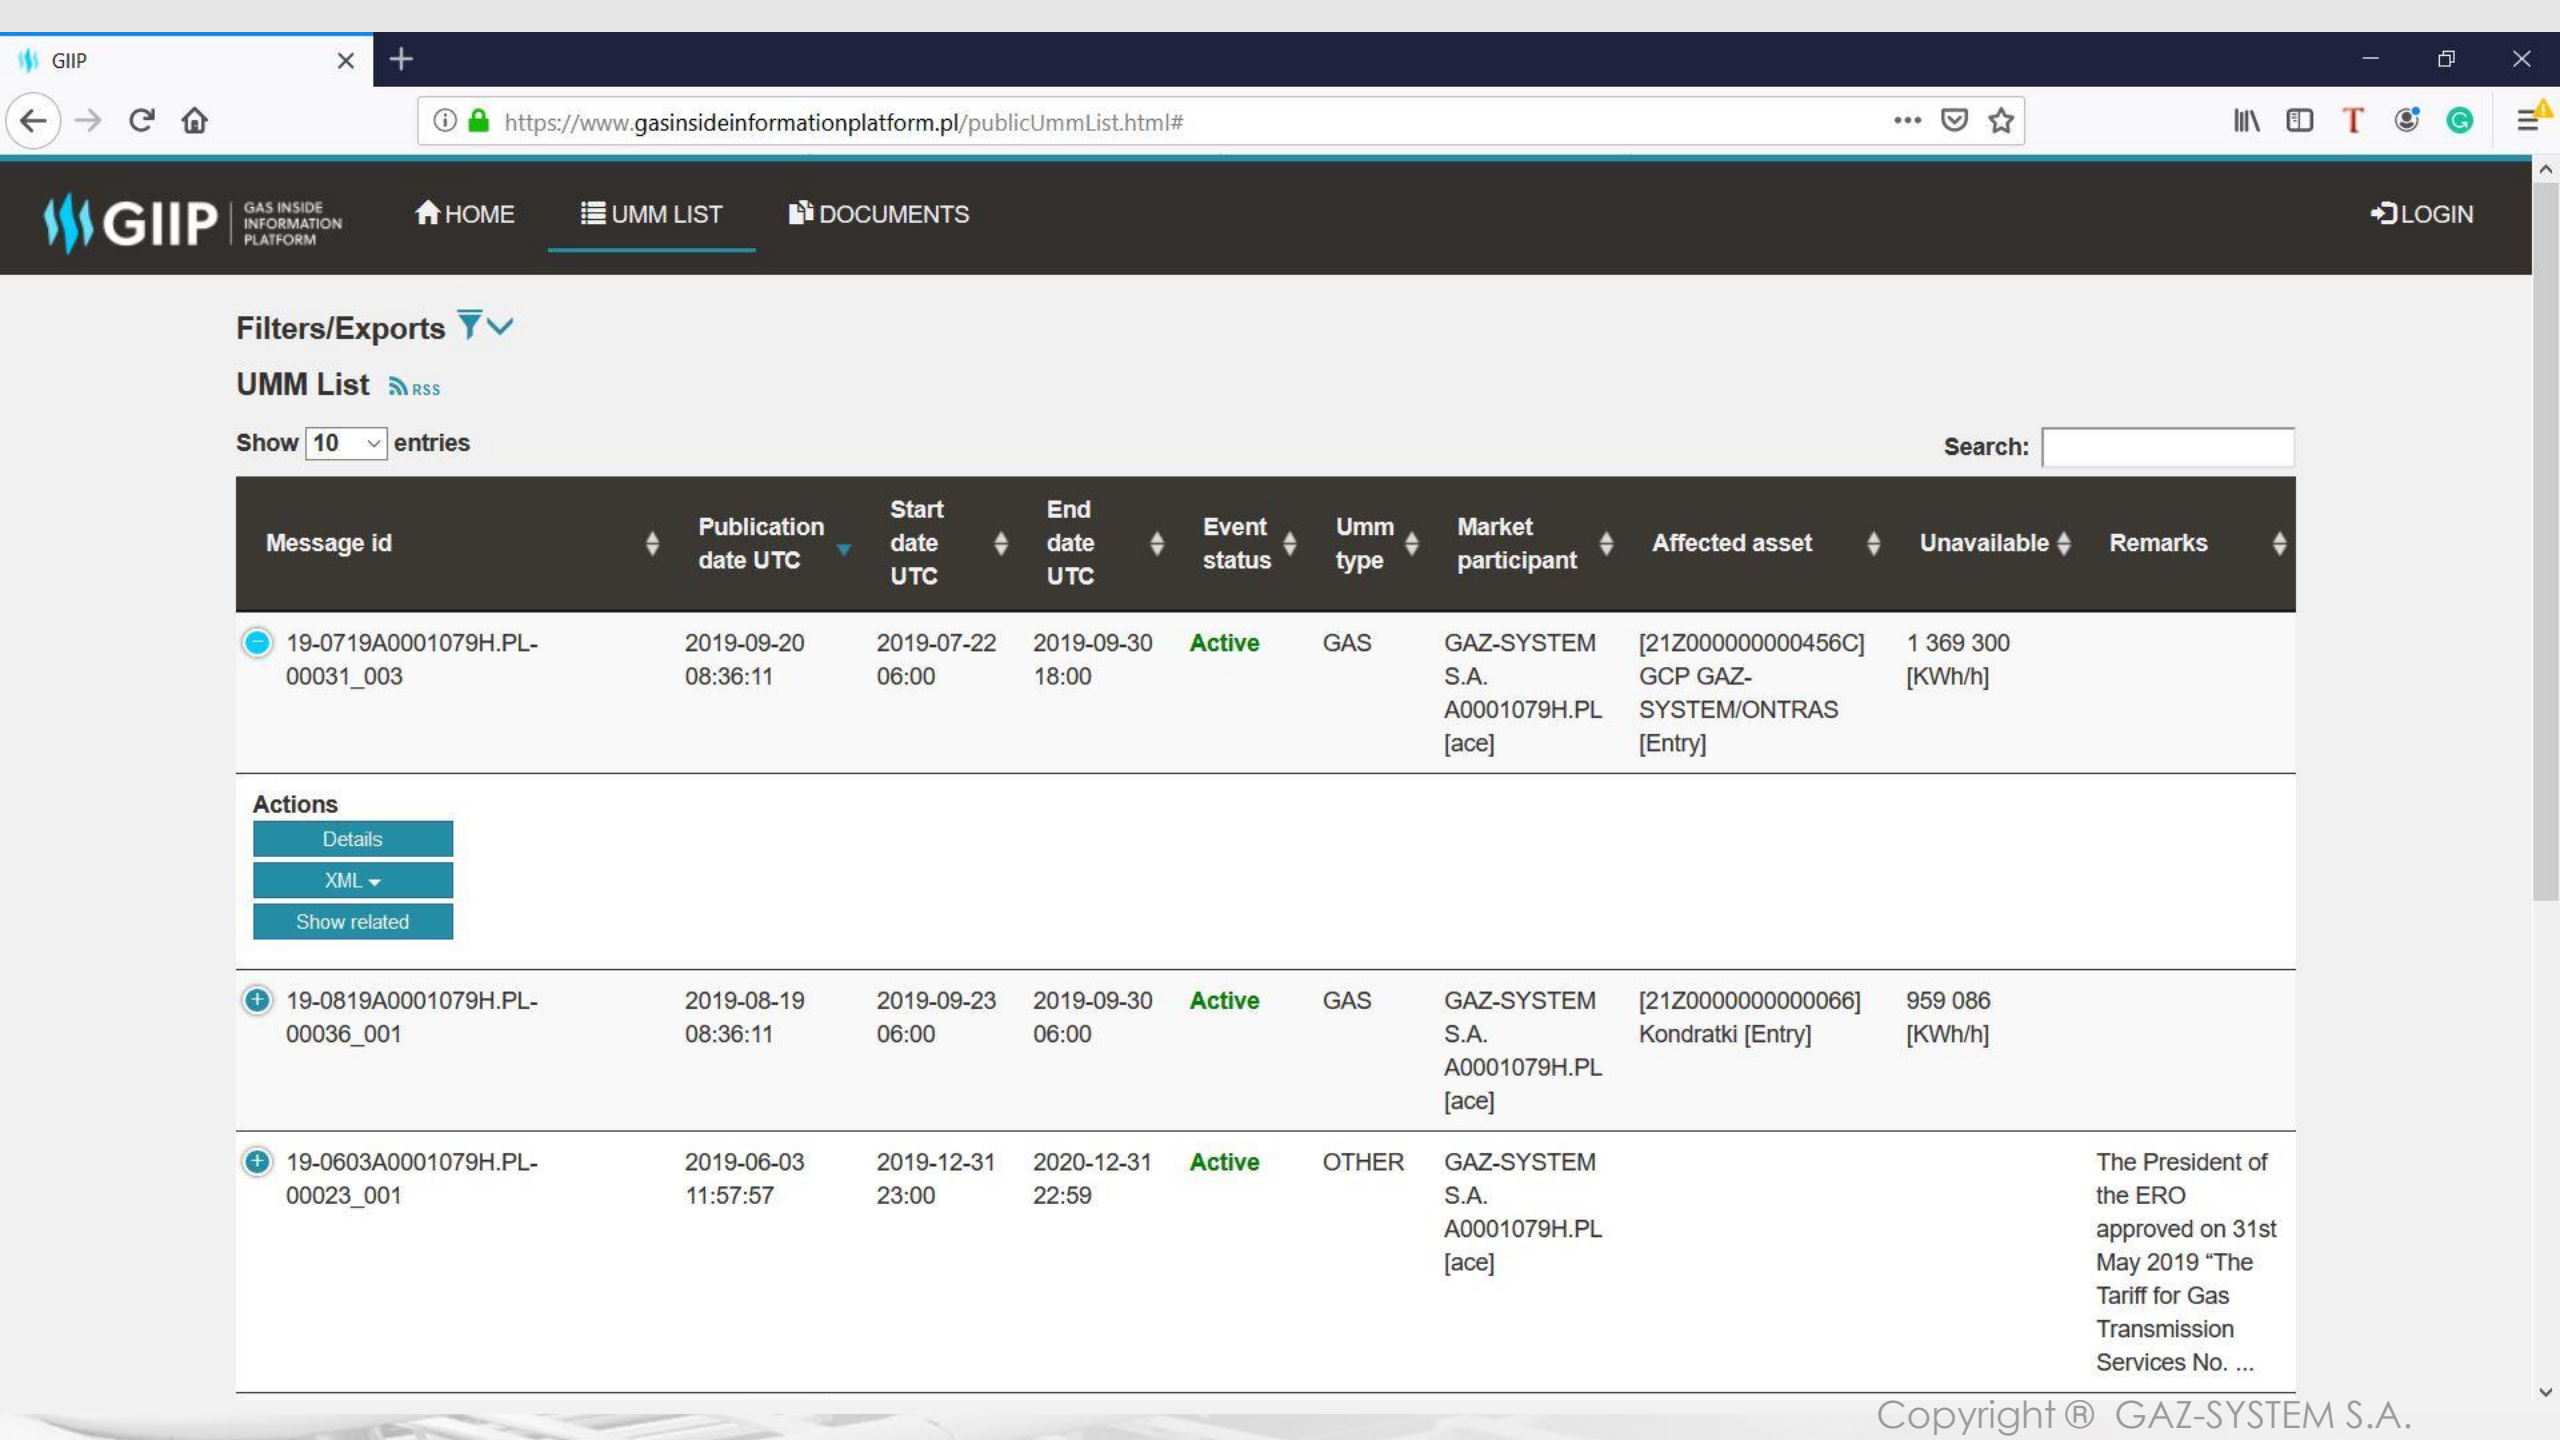 GIIP
https://www.gasinsideinformationplatform.pl/publicUmmList.html#
GIIP
GAS INSIDE
INFORMATION
PLATFORM
HOME
UMM LIST
DOCUMENTS
LOGIN
Filters/Exports
UMM List RSS
Show 10 entries
Search:
Message id
Publication
date UTC
Start
date
UTC
End
date
UTC
Event
status
Umm
type
Market
participant
Affected asset
Unavailable
Remarks
19-0719A0001079H.PL-
00031_003
2019-09-20
08:36:11
2019-07-22
06:00
2019-09-30
18:00
Active
GAS
GAZ-SYSTEM
S.A.
A0001079H.PL
[ace]
[21Z000000000456C]
GCP GAZ-
SYSTEM/ONTRAS
[Entry]
1 369 300
[KWh/h]
Actions
Details
XML
Show related
19-0819A0001079H.PL-
00036_001
2019-08-19
08:36:11
2019-09-23
06:00
2019-09-30
06:00
Active
GAS
GAZ-SYSTEM
S.A.
A0001079H.PL
[ace]
[21Z0000000000066]
Kondratki [Entry]
959 086
[KWh/h]
19-0603A0001079H.PL-
00023_001
2019-06-03
11:57:57
2019-12-31
23:00
2020-12-31
22:59
Active
OTHER
GAZ-SYSTEM
S.A.
A0001079H.PL
[ace]
The President of
the ERO
approved on 31st
May 2019 “The
Tariff for Gas
Transmission
Services No. ...
Copyright ® GAZ-SYSTEM S.A.